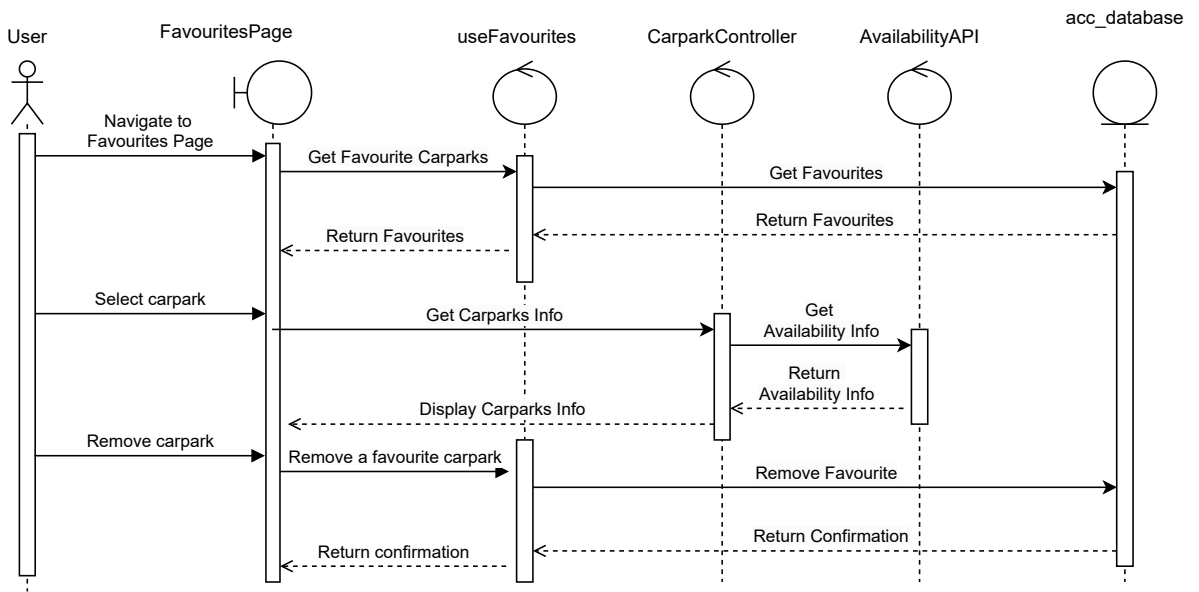 User
FavouritesPage
useFavourites
CarparkController
AvailabilityAPI
acc_database
Navigate to
Favourites Page
Get Favourite Carparks
Get Favourites
Return Favourites
Return Favourites
Select carpark
Get Carparks Info
Get
Availability Info
Return
Availability Info
Display Carparks Info
Remove carpark
Remove a favourite carpark
Remove Favourite
Return Confirmation
Return confirmation